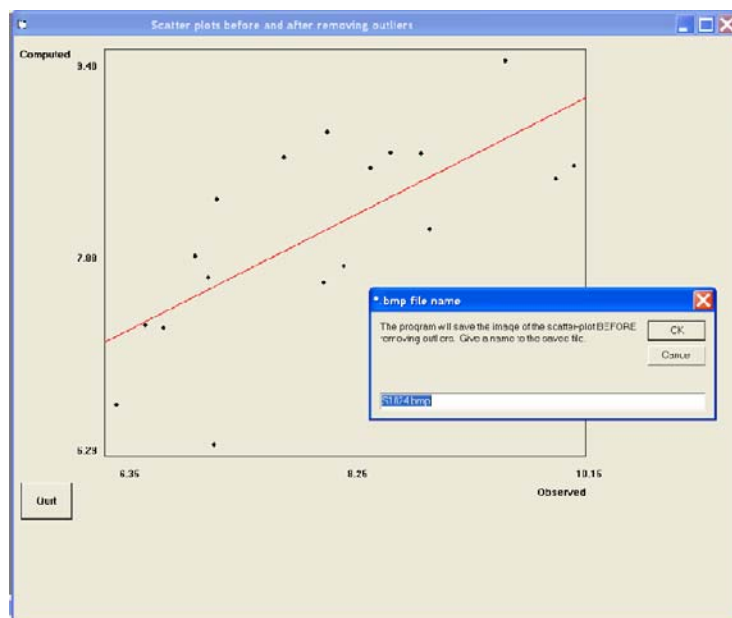 Scatter plots before and after removing outliers
Computed
9.40
7.88
6.29
6.36
8.26
10.16
Observed
Quit
*.bmp file name
The program will save the image of the scatter-plot BEFORE
removing outliers. Give a name to the saved file.
OK
Cancel
S1824.bmp